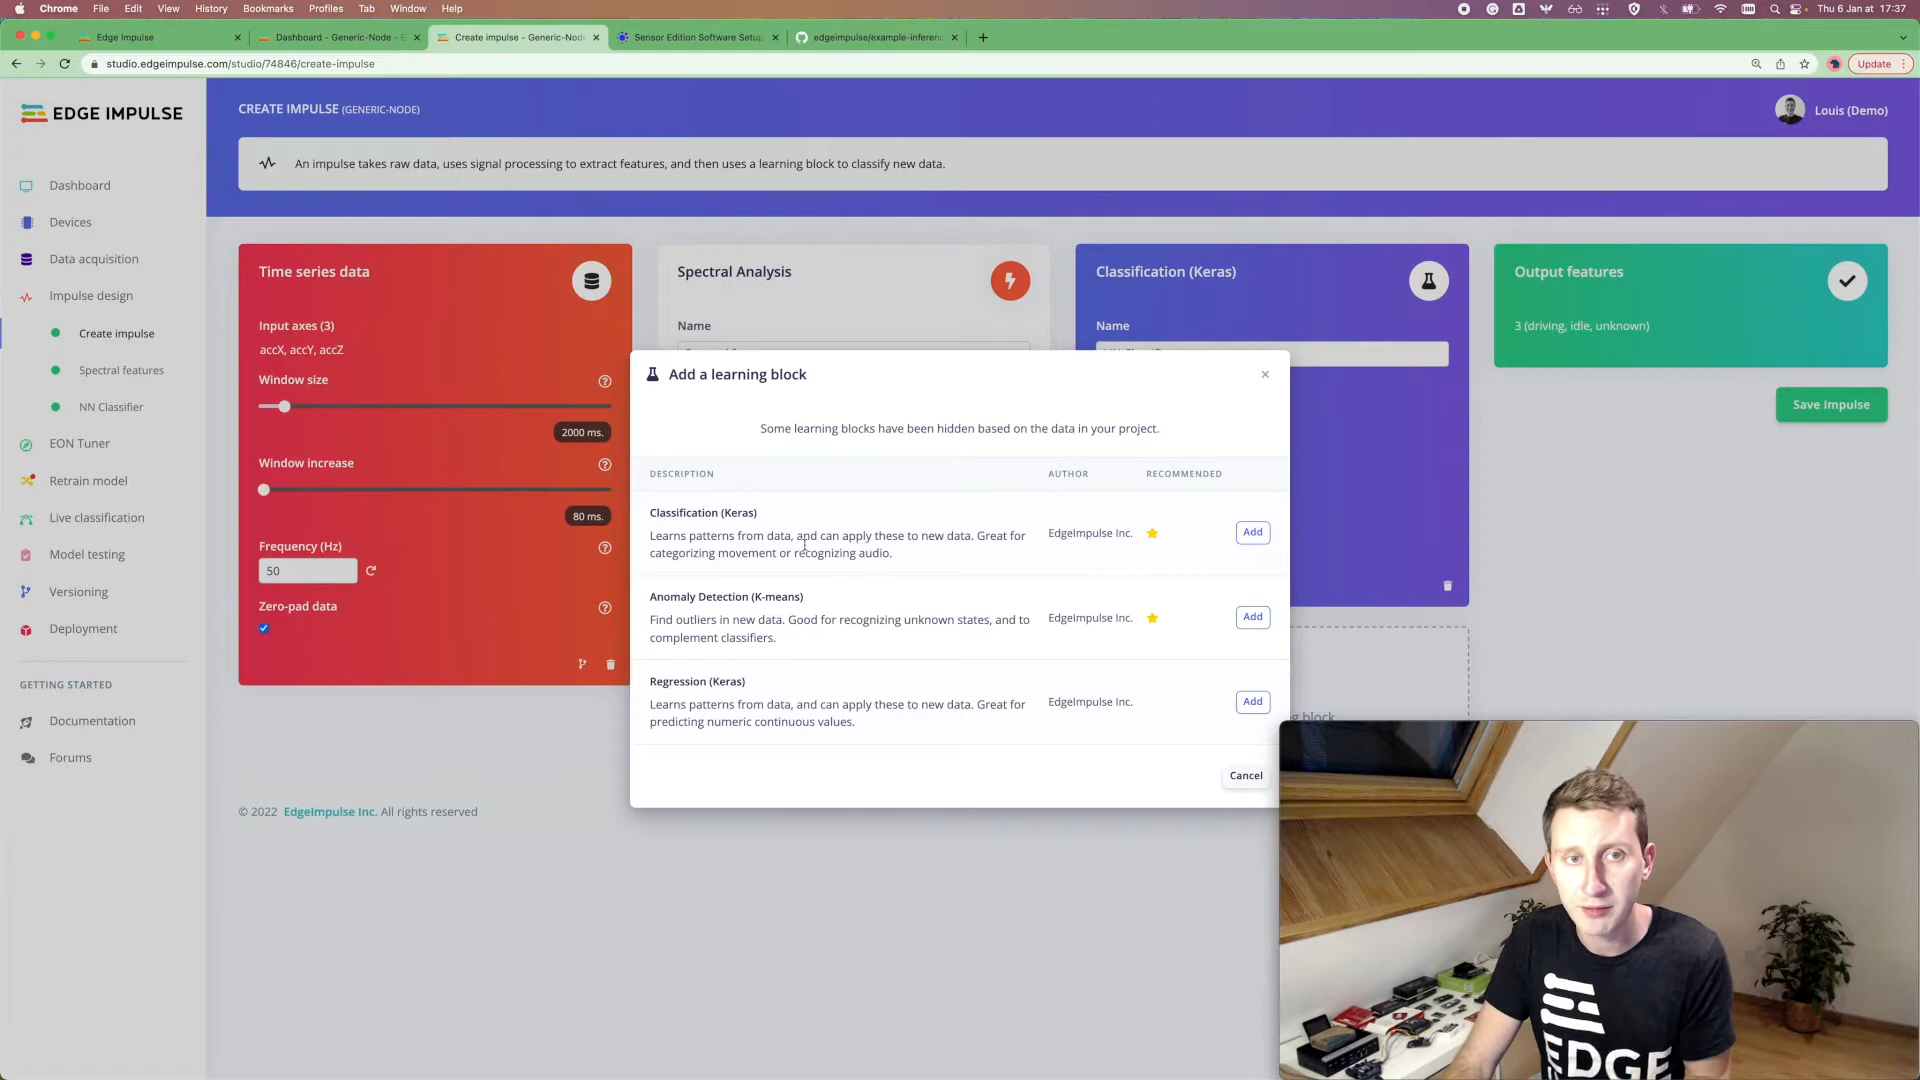 Chrome File Edit View History Bookmarks Profiles Tab Window Help
Thu 6 Jan at 17:37
Edge Impulse
Dashboard - Generic-Node - E
Create impulse - Generic-Node
Sensor Edition Software Setup
edgeimpulse/example-inferenc
studio.edgeimpulse.com/studio/74846/create-impulse
Update
EDGE IMPULSE
CREATE IMPULSE (GENERIC-NODE)
Louis (Demo)
An impulse takes raw data, uses signal processing to extract features, and then uses a learning block to classify new data.
Dashboard
Devices
Data acquisition
Impulse design
Create impulse
Spectral features
NN Classifier
EON Tuner
Retrain model
Live classification
Model testing
Versioning
Deployment
GETTING STARTED
Documentation
Forums
Time series data
Input axes (3)
accX, accY, accZ
Window size
2000 ms.
Window increase
80 ms.
Frequency (Hz)
50
Zero-pad data
Spectral Analysis
Name
Classification (Keras)
Name
Output features
3 (driving, idle, unknown)
Save Impulse
Add a learning block
Some learning blocks have been hidden based on the data in your project.
DESCRIPTION AUTHOR RECOMMENDED
Classification (Keras)
Learns patterns from data, and can apply these to new data. Great for
categorizing movement or recognizing audio.
EdgeImpulse Inc.
Add
Anomaly Detection (K-means)
Find outliers in new data. Good for recognizing unknown states, and to
complement classifiers.
EdgeImpulse Inc.
Add
Regression (Keras)
Learns patterns from data, and can apply these to new data. Great for
predicting numeric continuous values.
EdgeImpulse Inc.
Add
Cancel
block
© 2022 EdgeImpulse Inc. All rights reserved
EDGE